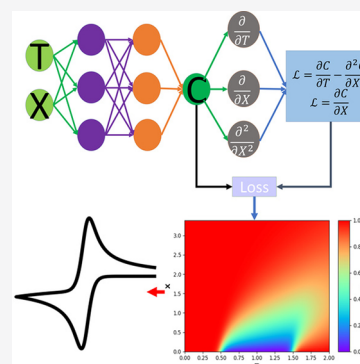 T
X
C
∂/∂T
∂/∂X
∂²/∂X²
ℒ = ∂C/∂T − ∂²
ℒ = ∂C/∂X
Loss
x
3.0
2.5
2.0
1.5
1.0
0.5
0.0
0.00 0.25 0.50 0.75 1.00 1.25 1.50 1.75 2.00
1.0
0.8
0.6
0.4
0.2
0.0